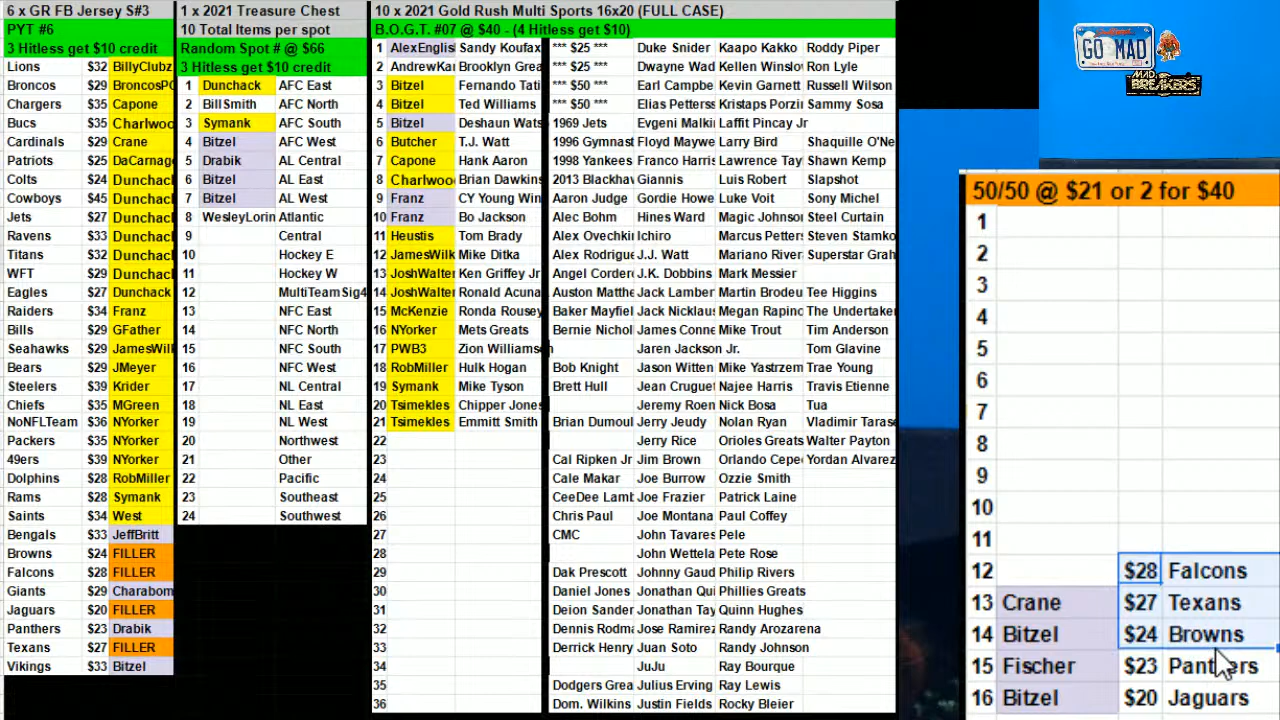 6 x GR FB Jersey S#3
PYT #6
3 Hitless get $10 credit
Lions $32 BillyClubz
Broncos $29 BroncosPC
Chargers $35 Capone
Bucs $35 Charlwoo
Cardinals $29 Crane
Patriots $25 DaCarnage
Colts $24 Dunchack
Cowboys $45 Dunchack
Jets $27 Dunchack
Ravens $33 Dunchack
Titans $32 Dunchack
WFT $29 Dunchack
Eagles $27 Dunchack
Raiders $34 Franz
Bills $29 GFather
Seahawks $29 JamesWilk
Bears $29 JMeyer
Steelers $39 Krider
Chiefs $35 MGreen
NoNFLTeam $36 NYorker
Packers $35 NYorker
49ers $39 NYorker
Dolphins $28 RobMiller
Rams $28 Symank
Saints $34 West
Bengals $33 JeffBritt
Browns $24 FILLER
Falcons $28 FILLER
Giants $29 Charabom
Jaguars $20 FILLER
Panthers $23 Drabik
Texans $27 FILLER
Vikings $33 Bitzel
1 x 2021 Treasure Chest
10 Total Items per spot
Random Spot # @ $66
3 Hitless get $10 credit
1 Dunchack AFC East
2 BillSmith AFC North
3 Symank AFC South
4 Bitzel AFC West
5 Drabik AL Central
6 Bitzel AL East
7 Bitzel AL West
8 WesleyLorin Atlantic
9 Central
10 Hockey E
11 Hockey W
12 MultiTeamSig4
13 NFC East
14 NFC North
15 NFC South
16 NFC West
17 NL Central
18 NL East
19 NL West
20 Northwest
21 Other
22 Pacific
23 Southeast
24 Southwest
10 x 2021 Gold Rush Multi Sports 16x20 (FULL CASE)
B.O.G.T. #07 @ $40 - (4 Hitless get $10)
1 AlexEnglis Sandy Koufax *** $25 *** Duke Snider Kaapo Kakko Roddy Piper
2 AndrewKa Brooklyn Grea *** $25 *** Dwayne Wad Kellen Winslo Ron Lyle
3 Bitzel Fernando Tati *** $50 *** Earl Campbe Kevin Garnett Russell Wilson
4 Bitzel Ted Williams *** $50 *** Elias Petterss Kristaps Porzi Sammy Sosa
5 Bitzel Deshaun Wats 1969 Jets Evgeni Malkin Laffit Pincay Jr
6 Butcher T.J. Watt 1996 Gymnast Floyd Maywe Larry Bird Shaquille O'Ne
7 Capone Hank Aaron 1998 Yankees Franco Harris Lawrence Tay Shawn Kemp
8 Charlwoo Brian Dawkins 2013 Blackhav Giannis Luis Robert Slapshot
9 Franz CY Young Win Aaron Judge Gordie Howe Luke Voit Sony Michel
10 Franz Bo Jackson Alec Bohm Hines Ward Magic Johnson Steel Curtain
11 Heustis Tom Brady Alex Ovechkin Ichiro Marcus Petters Steven Stamko
12 JamesWilk Mike Ditka Alex Rodrigue J.J. Watt Mariano River Superstar Grah
13 JoshWalter Ken Griffey Jr Angel Corder J.K. Dobbins Mark Messier
14 JoshWalter Ronald Acuna Auston Matthe Jack Lamber Martin Brodeu Tee Higgins
15 McKenzie Ronda Rousey Baker Mayfiel Jack Nicklaus Megan Rapino The Undertake
16 NYorker Mets Greats Bernie Nichol James Conne Mike Trout Tim Anderson
17 PWB3 Zion Williamson Jaren Jackson Jr. Tom Glavine
18 RobMiller Hulk Hogan Bob Knight Jason Witten Mike Yastrzem Trae Young
19 Symank Mike Tyson Brett Hull Jean Cruguet Najee Harris Travis Etienne
20 Tsimekles Chipper Jones Jeremy Roen Nick Bosa Tua
21 Tsimekles Emmitt Smith Brian Dumoul Jerry Jeudy Nolan Ryan Vladimir Tarase
22 Jerry Rice Orioles Greats Walter Payton
23 Cal Ripken Jr Jim Brown Orlando Cepe Yordan Alvarez
24 Cale Makar Joe Burrow Ozzie Smith
25 CeeDee Lamb Joe Frazier Patrick Laine
26 Chris Paul Joe Montana Paul Coffey
27 CMC John Tavares Pele
28 John Wettela Pete Rose
29 Dak Prescott Johnny Gaud Philip Rivers
30 Daniel Jones Jonathan Qui Phillies Greats
31 Deion Sander Jonathan Tay Quinn Hughes
32 Dennis Rodma Jose Ramirez Randy Arozarena
33 Derrick Henry Juan Soto Randy Johnson
34 JuJu Ray Bourque
35 Dodgers Grea Julius Erving Ray Lewis
36 Dom. Wilkins Justin Fields Rocky Bleier
GO MAD
MAD BREAKERS
50/50 @ $21 or 2 for $40
1
2
3
4
5
6
7
8
9
10
11
12 $28 Falcons
13 Crane $27 Texans
14 Bitzel $24 Browns
15 Fischer $23 Panthers
16 Bitzel $20 Jaguars